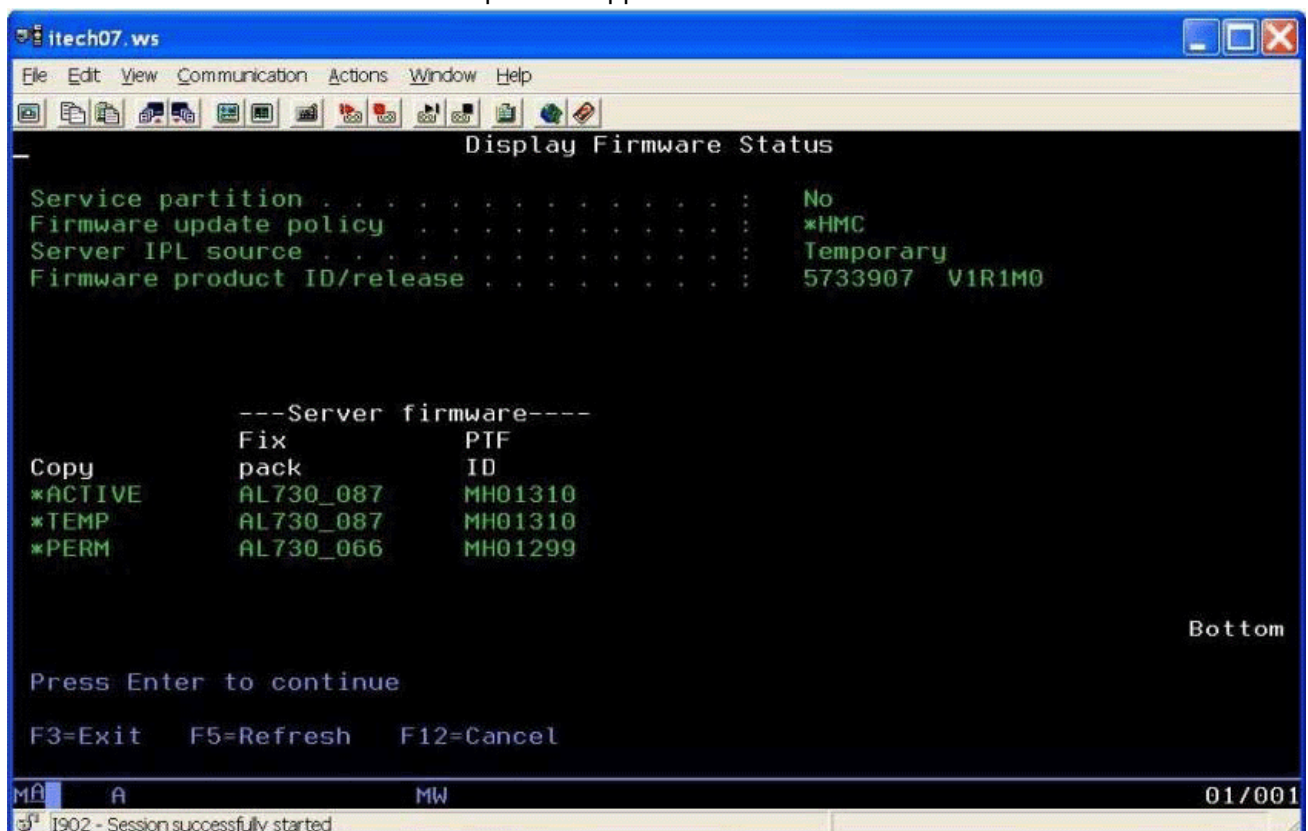 itech07.ws
File Edit View Communication Actions Window Help
Display Firmware Status
Service partition . . . . . . . . . . . . . . : No
Firmware update policy . . . . . . . . . . . : *HMC
Server IPL source . . . . . . . . . . . . . . : Temporary
Firmware product ID/release . . . . . . . . . : 5733907 V1R1M0
---Server firmware----
Fix PTF
Copy pack ID
*ACTIVE AL730_087 MH01310
*TEMP AL730_087 MH01310
*PERM AL730_066 MH01299
Bottom
Press Enter to continue
F3=Exit F5=Refresh F12=Cancel
MA A MW 01/001
I902 - Session successfully started